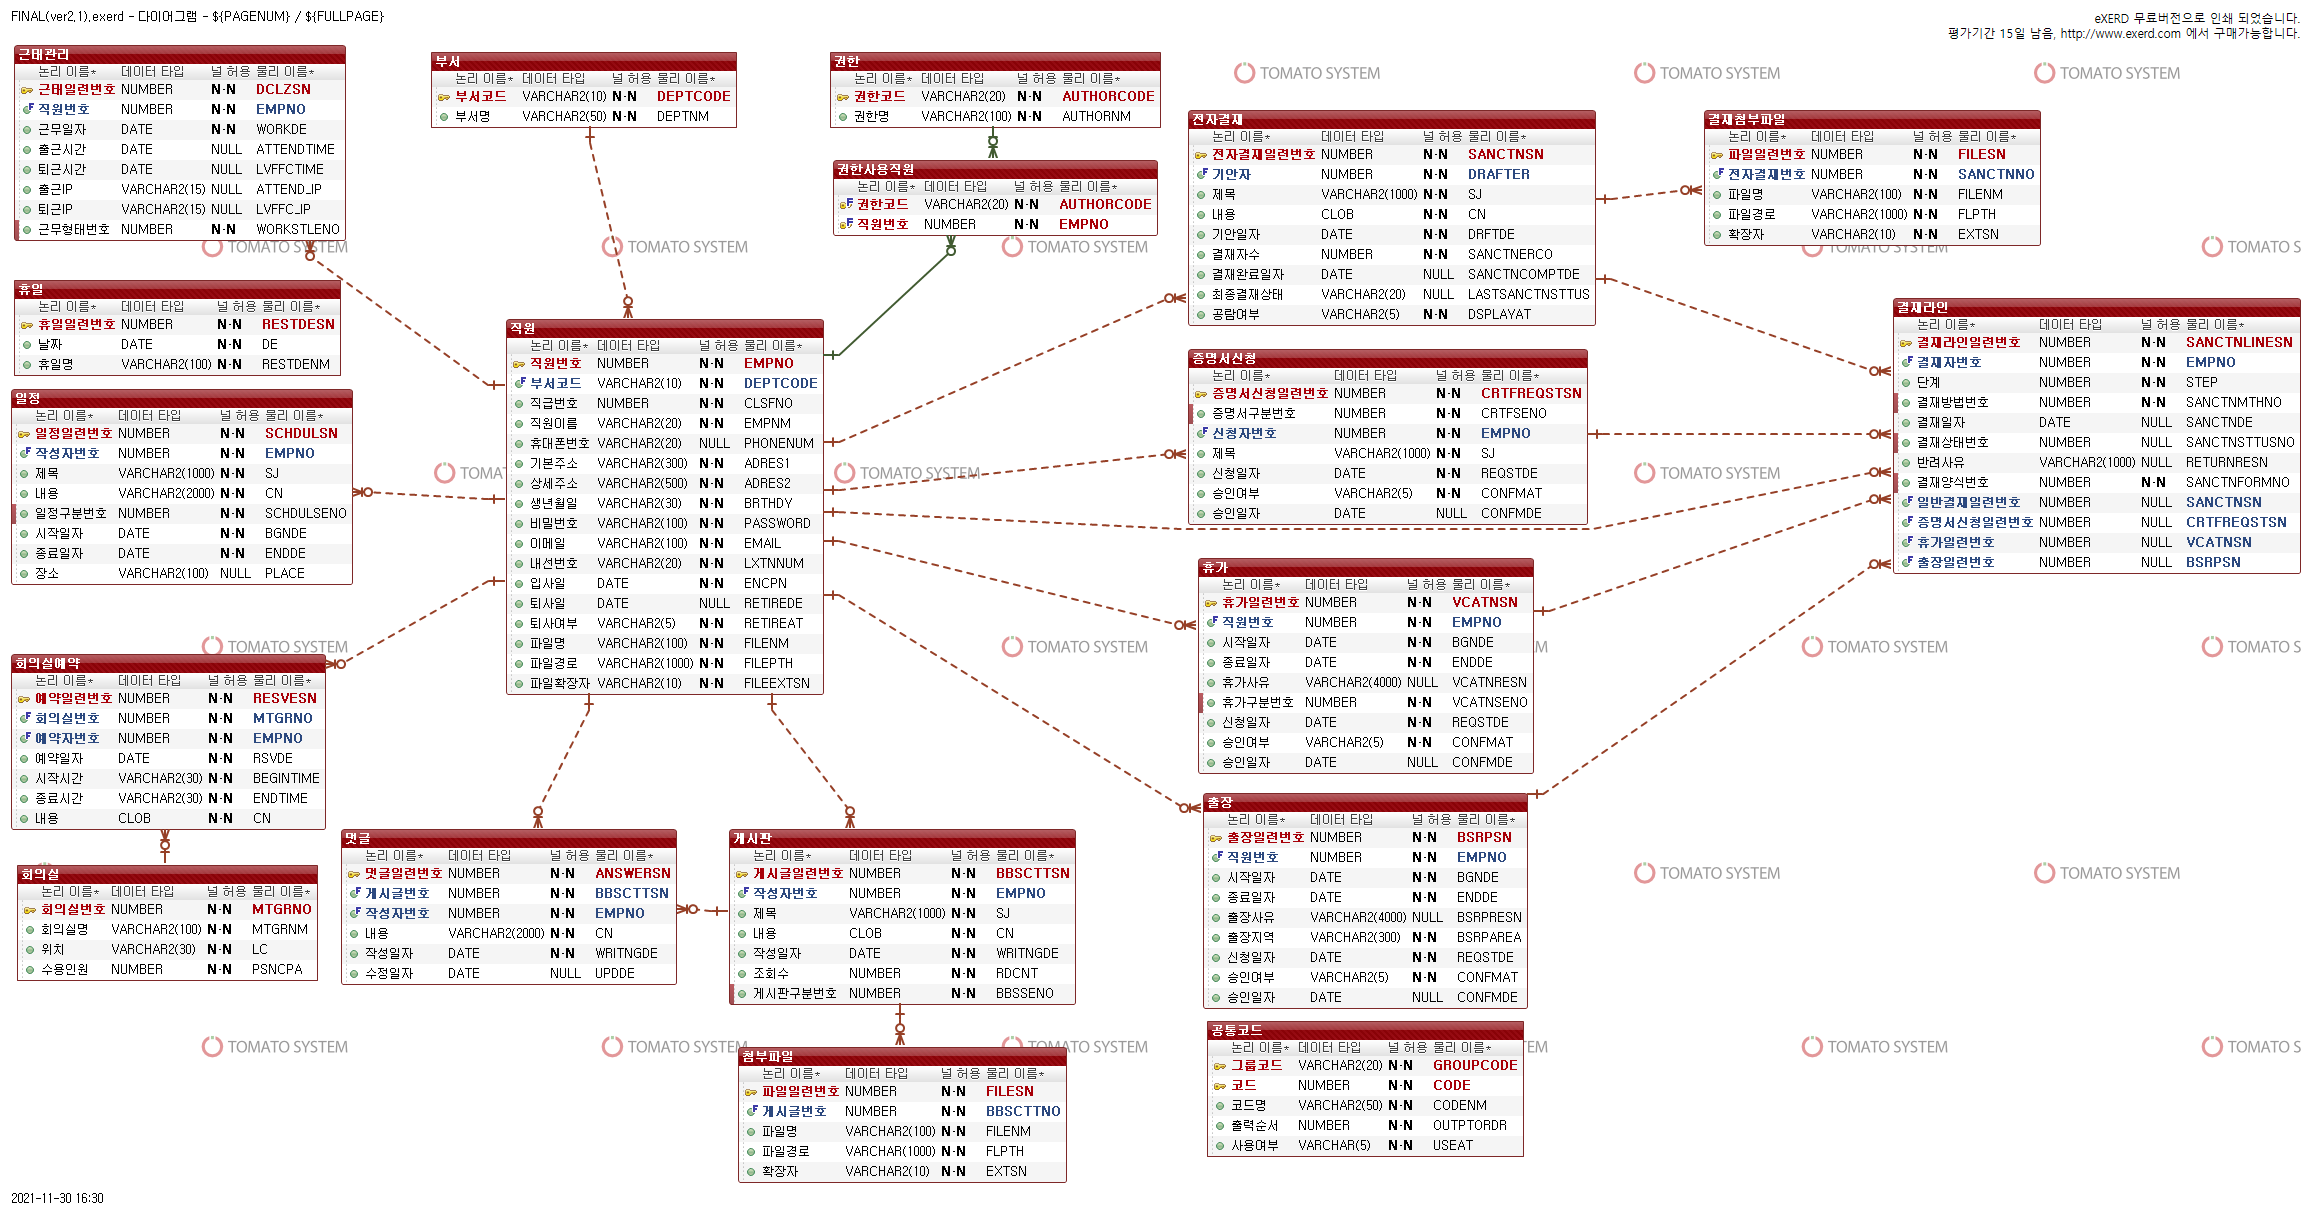 FINAL(ver2,1),exerd - 다이어그램 - ${PAGENUM} / ${FULLPAGE}
eXERD 무료버전으로 인쇄 되었습니다.
평가기간 15일 남음, http://www.exerd.com 에서 구매가능합니다.
근태관리
논리 이름* 데이터 타입 널 허용 물리 이름*
근태일련번호 NUMBER N-N DCLZSN
직원번호 NUMBER N-N EMPNO
근무일자 DATE N-N WORKDE
출근시간 DATE NULL ATTENDTIME
퇴근시간 DATE NULL LVFFCTIME
출근IP VARCHAR2(15) NULL ATTEND_IP
퇴근IP VARCHAR2(15) NULL LVFFC_IP
근무형태번호 NUMBER N-N WORKSTLENO
부서
논리 이름* 데이터 타입 널 허용 물리 이름*
부서코드 VARCHAR2(10) N-N DEPTCODE
부서명 VARCHAR2(50) N-N DEPTNM
권한
논리 이름* 데이터 타입 널 허용 물리 이름*
권한코드 VARCHAR2(20) N-N AUTHORCODE
권한명 VARCHAR2(100) N-N AUTHORNM
권한사용직원
논리 이름* 데이터 타입 널 허용 물리 이름*
권한코드 VARCHAR2(20) N-N AUTHORCODE
직원번호 NUMBER N-N EMPNO
전자결재
논리 이름* 데이터 타입 널 허용 물리 이름*
전자결재일련번호 NUMBER N-N SANCTNSN
기안자 NUMBER N-N DRAFTER
제목 VARCHAR2(1000) N-N SJ
내용 CLOB N-N CN
기안일자 DATE N-N DRFTDE
결재자수 NUMBER N-N SANCTNERCO
결재완료일자 DATE NULL SANCTNCOMPTDE
최종결재상태 VARCHAR2(20) NULL LASTSANCTNSTTUS
공람여부 VARCHAR2(5) N-N DSPLAYAT
결재첨부파일
논리 이름* 데이터 타입 널 허용 물리 이름*
파일일련번호 NUMBER N-N FILESN
전자결재번호 NUMBER N-N SANCTNNO
파일명 VARCHAR2(100) N-N FILENM
파일경로 VARCHAR2(1000) N-N FLPTH
확장자 VARCHAR2(10) N-N EXTSN
휴일
논리 이름* 데이터 타입 널 허용 물리 이름*
휴일일련번호 NUMBER N-N RESTDESN
날짜 DATE N-N DE
휴일명 VARCHAR2(100) N-N RESTDENM
직원
논리 이름* 데이터 타입 널 허용 물리 이름*
직원번호 NUMBER N-N EMPNO
부서코드 VARCHAR2(10) N-N DEPTCODE
직급번호 NUMBER N-N CLSFNO
직원이름 VARCHAR2(20) N-N EMPNM
휴대폰번호 VARCHAR2(20) NULL PHONENUM
기본주소 VARCHAR2(300) N-N ADRES1
상세주소 VARCHAR2(500) N-N ADRES2
생년월일 VARCHAR2(30) N-N BRTHDY
비밀번호 VARCHAR2(100) N-N PASSWORD
이메일 VARCHAR2(100) N-N EMAIL
내선번호 VARCHAR2(20) N-N LXTNNUM
입사일 DATE N-N ENCPN
퇴사일 DATE NULL RETIREDE
퇴사여부 VARCHAR2(5) N-N RETIREAT
파일명 VARCHAR2(100) N-N FILENM
파일경로 VARCHAR2(1000) N-N FILEPTH
파일확장자 VARCHAR2(10) N-N FILEEXTSN
결재라인
논리 이름* 데이터 타입 널 허용 물리 이름*
결재라인일련번호 NUMBER N-N SANCTNLINESN
결재자번호 NUMBER N-N EMPNO
단계 NUMBER N-N STEP
결재방법번호 NUMBER N-N SANCTNMTHNO
결재일자 DATE NULL SANCTNDE
결재상태번호 NUMBER N-N SANCTNSTTUSNO
반려사유 VARCHAR2(1000) NULL RETURNRESN
결재양식번호 NUMBER N-N SANCTNFORMNO
일반결재일련번호 NUMBER NULL SANCTNSN
증명서신청일련번호 NUMBER NULL CRTFREQSTSN
휴가일련번호 NUMBER NULL VCATNSN
출장일련번호 NUMBER NULL BSRPSN
증명서신청
논리 이름* 데이터 타입 널 허용 물리 이름*
증명서신청일련번호 NUMBER N-N CRTFREQSTSN
증명서구분번호 NUMBER N-N CRTFSENO
신청자번호 NUMBER N-N EMPNO
제목 VARCHAR2(1000) N-N SJ
신청일자 DATE N-N REQSTDE
승인여부 VARCHAR2(5) N-N CONFMAT
승인일자 DATE NULL CONFMDE
일정
논리 이름* 데이터 타입 널 허용 물리 이름*
일정일련번호 NUMBER N-N SCHDULSN
작성자번호 NUMBER N-N EMPNO
제목 VARCHAR2(1000) N-N SJ
내용 VARCHAR2(2000) N-N CN
일정구분번호 NUMBER N-N SCHDULSENO
시작일자 DATE N-N BGNDE
종료일자 DATE N-N ENDDE
장소 VARCHAR2(100) NULL PLACE
휴가
논리 이름* 데이터 타입 널 허용 물리 이름*
휴가일련번호 NUMBER N-N VCATNSN
직원번호 NUMBER N-N EMPNO
시작일자 DATE N-N BGNDE
종료일자 DATE N-N ENDDE
휴가사유 VARCHAR2(4000) NULL VCATNRESN
휴가구분번호 NUMBER N-N VCATNSENO
신청일자 DATE N-N REQSTDE
승인여부 VARCHAR2(5) N-N CONFMAT
승인일자 DATE NULL CONFMDE
회의실예약
논리 이름* 데이터 타입 널 허용 물리 이름*
예약일련번호 NUMBER N-N RESVESN
회의실번호 NUMBER N-N MTGRNO
예약자번호 NUMBER N-N EMPNO
예약일자 DATE N-N RSVDE
시작시간 VARCHAR2(30) N-N BEGINTIME
종료시간 VARCHAR2(30) N-N ENDTIME
내용 CLOB N-N CN
출장
논리 이름* 데이터 타입 널 허용 물리 이름*
출장일련번호 NUMBER N-N BSRPSN
직원번호 NUMBER N-N EMPNO
시작일자 DATE N-N BGNDE
종료일자 DATE N-N ENDDE
출장사유 VARCHAR2(4000) NULL BSRPRESN
출장지역 VARCHAR2(300) N-N BSRPAREA
신청일자 DATE N-N REQSTDE
승인여부 VARCHAR2(5) N-N CONFMAT
승인일자 DATE NULL CONFMDE
회의실
논리 이름* 데이터 타입 널 허용 물리 이름*
회의실번호 NUMBER N-N MTGRNO
회의실명 VARCHAR2(100) N-N MTGRNM
위치 VARCHAR2(30) N-N LC
수용인원 NUMBER N-N PSNCPA
댓글
논리 이름* 데이터 타입 널 허용 물리 이름*
댓글일련번호 NUMBER N-N ANSWERSN
게시글번호 NUMBER N-N BBSCTTSN
작성자번호 NUMBER N-N EMPNO
내용 VARCHAR2(2000) N-N CN
작성일자 DATE N-N WRITNGDE
수정일자 DATE NULL UPDDE
게시판
논리 이름* 데이터 타입 널 허용 물리 이름*
게시글일련번호 NUMBER N-N BBSCTTSN
작성자번호 NUMBER N-N EMPNO
제목 VARCHAR2(1000) N-N SJ
내용 CLOB N-N CN
작성일자 DATE N-N WRITNGDE
조회수 NUMBER N-N RDCNT
게시판구분번호 NUMBER N-N BBSSENO
첨부파일
논리 이름* 데이터 타입 널 허용 물리 이름*
파일일련번호 NUMBER N-N FILESN
게시글번호 NUMBER N-N BBSCTTNO
파일명 VARCHAR2(100) N-N FILENM
파일경로 VARCHAR(1000) N-N FLPTH
확장자 VARCHAR2(10) N-N EXTSN
공통코드
논리 이름* 데이터 타입 널 허용 물리 이름*
그룹코드 VARCHAR2(20) N-N GROUPCODE
코드 NUMBER N-N CODE
코드명 VARCHAR2(50) N-N CODENM
출력순서 NUMBER N-N OUTPTORDR
사용여부 VARCHAR(5) N-N USEAT
TOMATO SYSTEM
TOMATO SYSTEM
TOMATO SYSTEM
TOMATO SYSTEM
TOMATO SYSTEM
TOMATO SYSTEM
TOMATO SYSTEM
TOMATO S
TOMATO SYSTEM
TOMATO SYSTEM
TOMATO SYSTEM
TOMATO SYSTEM
TOMATO SYSTEM
TOMATO S
TOMATO SYSTEM
TOMATO SYSTEM
TOMATO SYSTEM
TOMATO SYSTEM
TOMATO SYSTEM
TOMATO SYSTEM
TOMATO S
2021-11-30 16:30